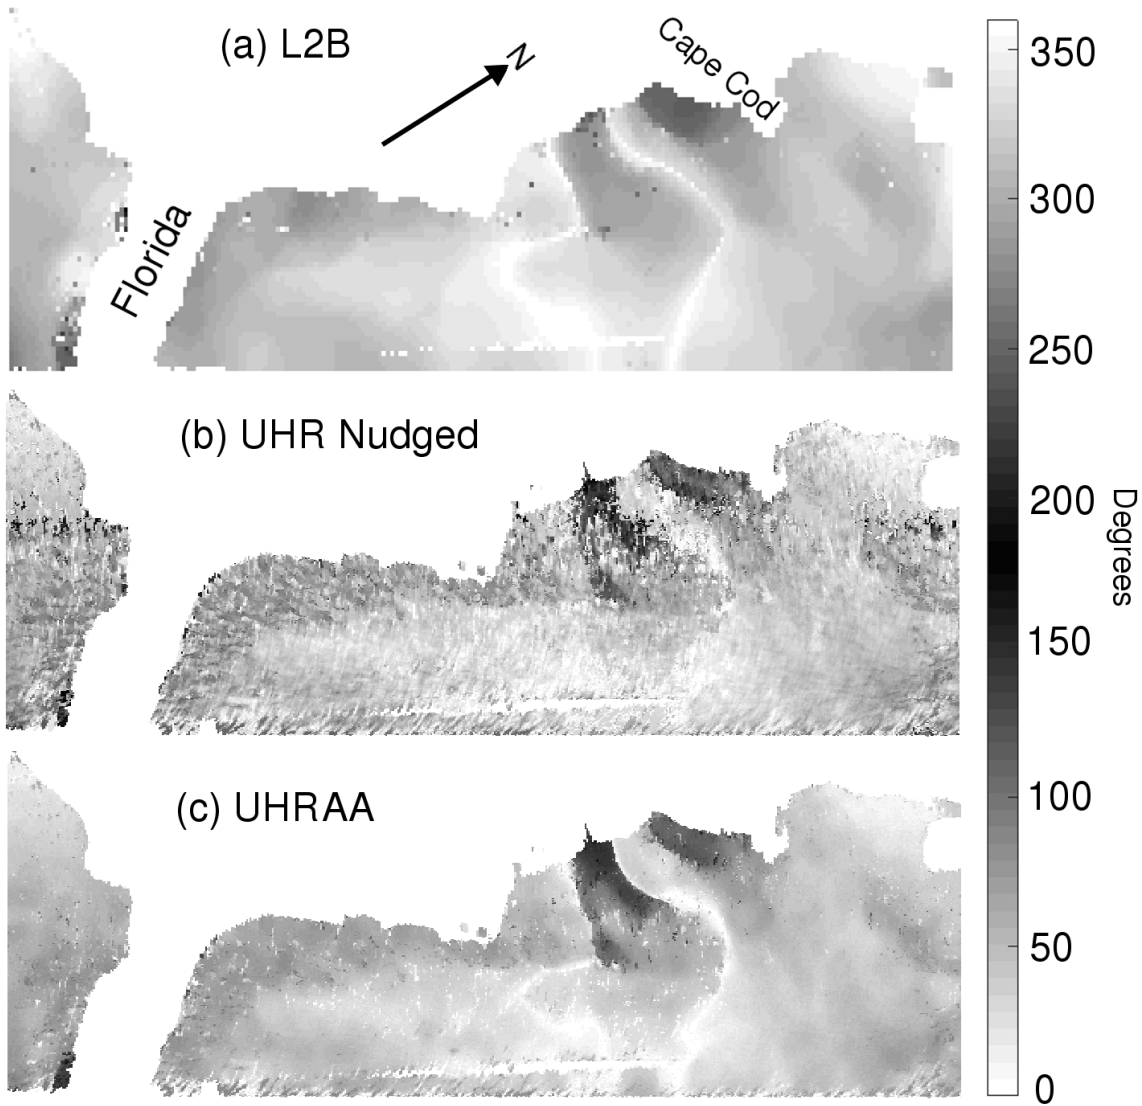 (a) L2B
N
Cape Cod
Florida
(b) UHR Nudged
(c) UHRAA
350
300
250
200
150
100
50
0
Degrees